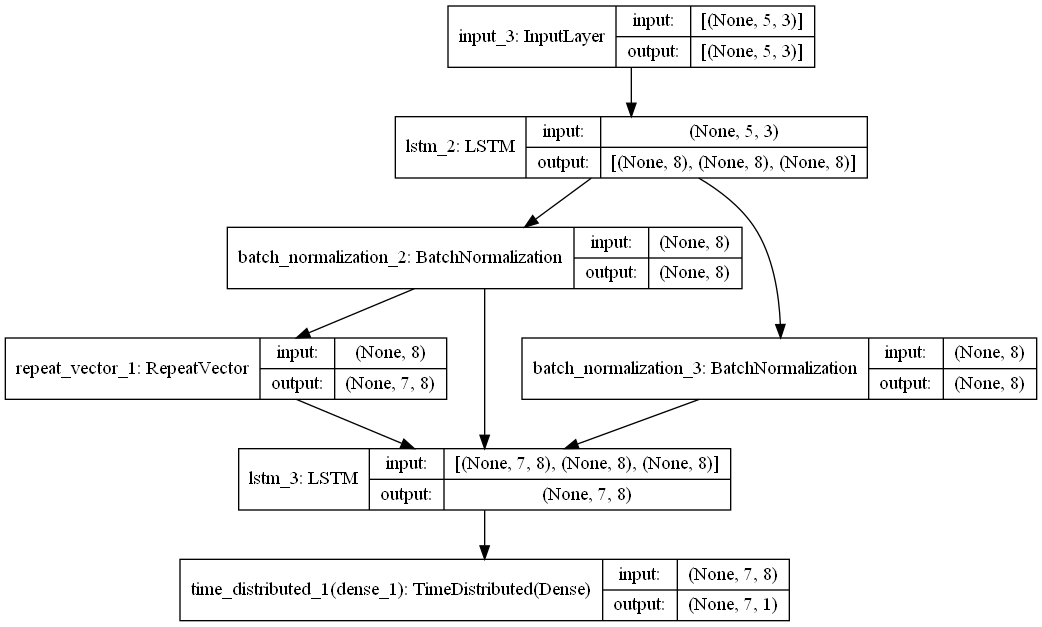 input_3: InputLayer
input:
[(None, 5, 3)]
output:
[(None, 5, 3)]
lstm_2: LSTM
input:
(None, 5, 3)
output:
[(None, 8), (None, 8), (None, 8)]
batch_normalization_2: BatchNormalization
input:
(None, 8)
output:
(None, 8)
repeat_vector_1: RepeatVector
input:
(None, 8)
output:
(None, 7, 8)
batch_normalization_3: BatchNormalization
input:
(None, 8)
output:
(None, 8)
lstm_3: LSTM
input:
[(None, 7, 8), (None, 8), (None, 8)]
output:
(None, 7, 8)
time_distributed_1(dense_1): TimeDistributed(Dense)
input:
(None, 7, 8)
output:
(None, 7, 1)